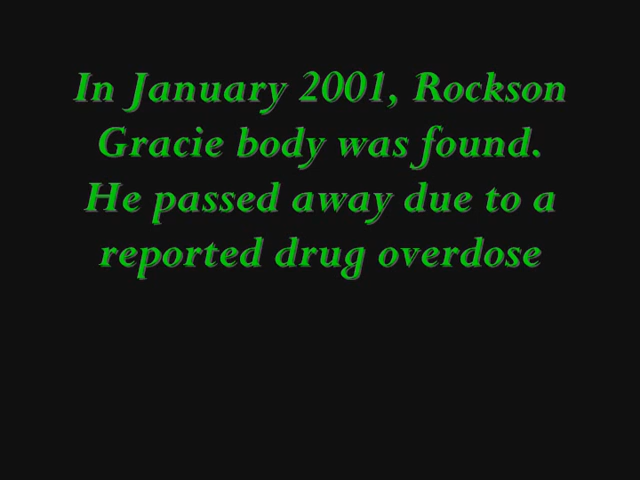 In January 2001, Rockson
Gracie body was found.
He passed away due to a
reported drug overdose